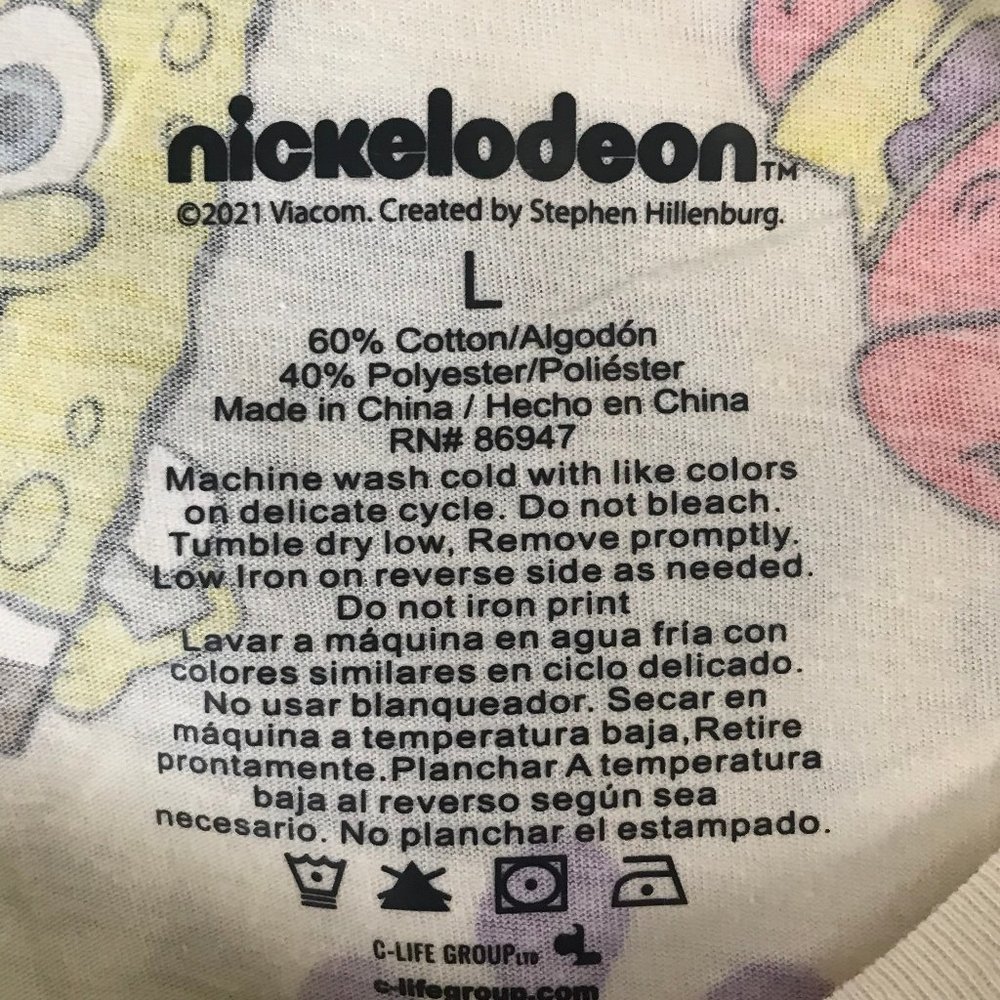 nickelodeon™
©2021 Viacom. Created by Stephen Hillenburg.
L
60% Cotton/Algodón
40% Polyester/Poliéster
Made in China / Hecho en China
RN# 86947
Machine wash cold with like colors
on delicate cycle. Do not bleach.
Tumble dry low, Remove promptly.
Low Iron on reverse side as needed.
Do not iron print
Lavar a máquina en agua fría con
colores similares en ciclo delicado.
No usar blanqueador. Secar en
máquina a temperatura baja,Retire
prontamente.Planchar A temperatura
baja al reverso según sea
necesario. No planchar el estampado.
C-LIFE GROUP LTD
c-lifegroup.com